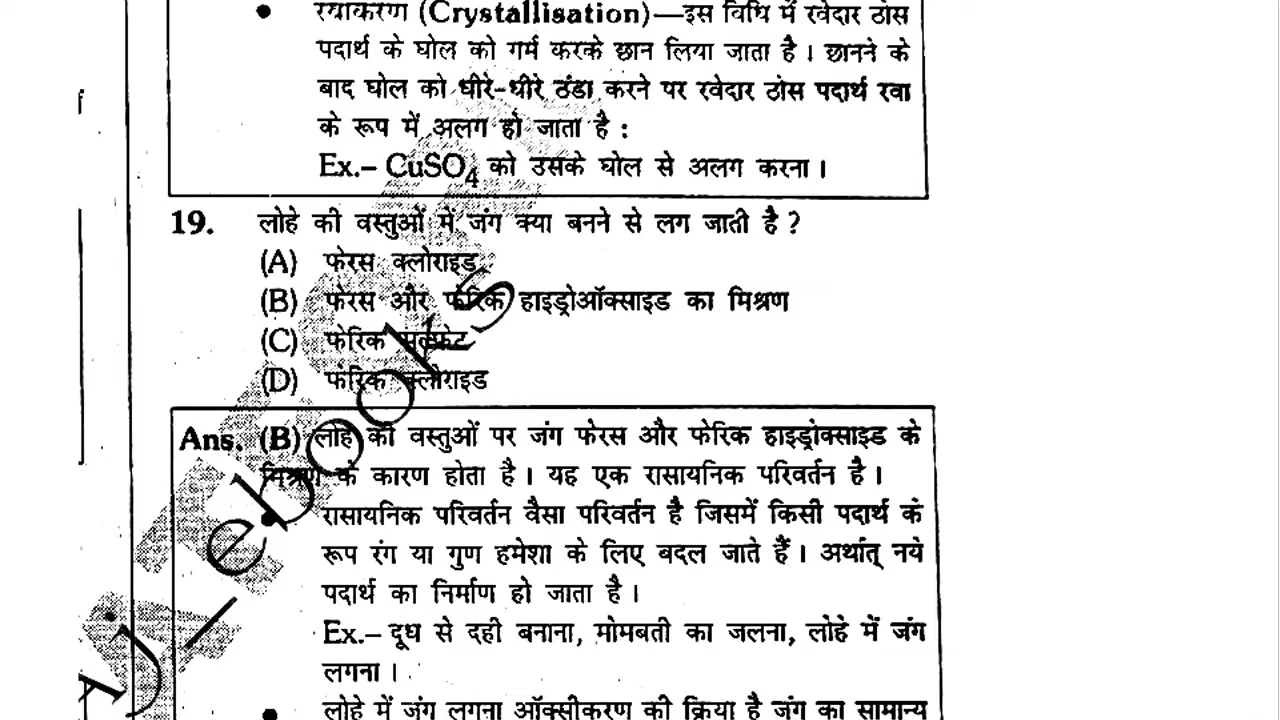 • रवाकरण (Crystallisation)—इस विधि में रवेदार ठोस
पदार्थ के घोल को गर्म करके छान लिया जाता है। छानने के
बाद घोल को धीरे-धीरे ठंडा करने पर रवेदार ठोस पदार्थ रवा
के रूप में अलग हो जाता है :
Ex.– CuSO₄ को उसके घोल से अलग करना।
19. लोहे की वस्तुओं में जंग क्या बनने से लग जाती है ?
(A) फेरस क्लोराइड
(B) फेरस और फेरिक हाइड्रोऑक्साइड का मिश्रण
(C) फेरिक सल्फेट
(D) फेरिक क्लोराइड
Ans. (B) लोहे की वस्तुओं पर जंग फेरस और फेरिक हाइड्रोक्साइड के
मिश्रण के कारण होता है। यह एक रासायनिक परिवर्तन है।
• रासायनिक परिवर्तन वैसा परिवर्तन है जिसमें किसी पदार्थ के
रूप रंग या गुण हमेशा के लिए बदल जाते हैं। अर्थात् नये
पदार्थ का निर्माण हो जाता है।
Ex.– दूध से दही बनाना, मोमबती का जलना, लोहे में जंग
लगना।
• लोहे में जंग लगना ऑक्सीकरण की क्रिया है जंग का सामान्य